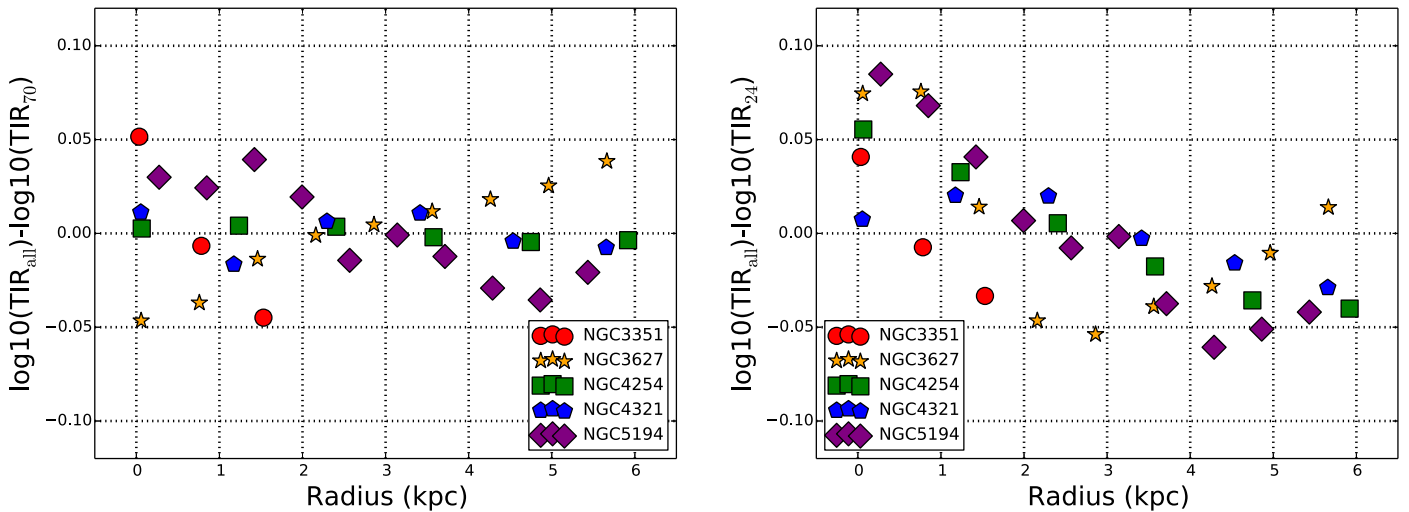 log10(TIR_all)-log10(TIR_70)
0.10
0.05
0.00
−0.05
−0.10
0 1 2 3 4 5 6
Radius (kpc)
NGC3351
NGC3627
NGC4254
NGC4321
NGC5194
log10(TIR_all)-log10(TIR_24)
0.10
0.05
0.00
−0.05
−0.10
0 1 2 3 4 5 6
Radius (kpc)
NGC3351
NGC3627
NGC4254
NGC4321
NGC5194